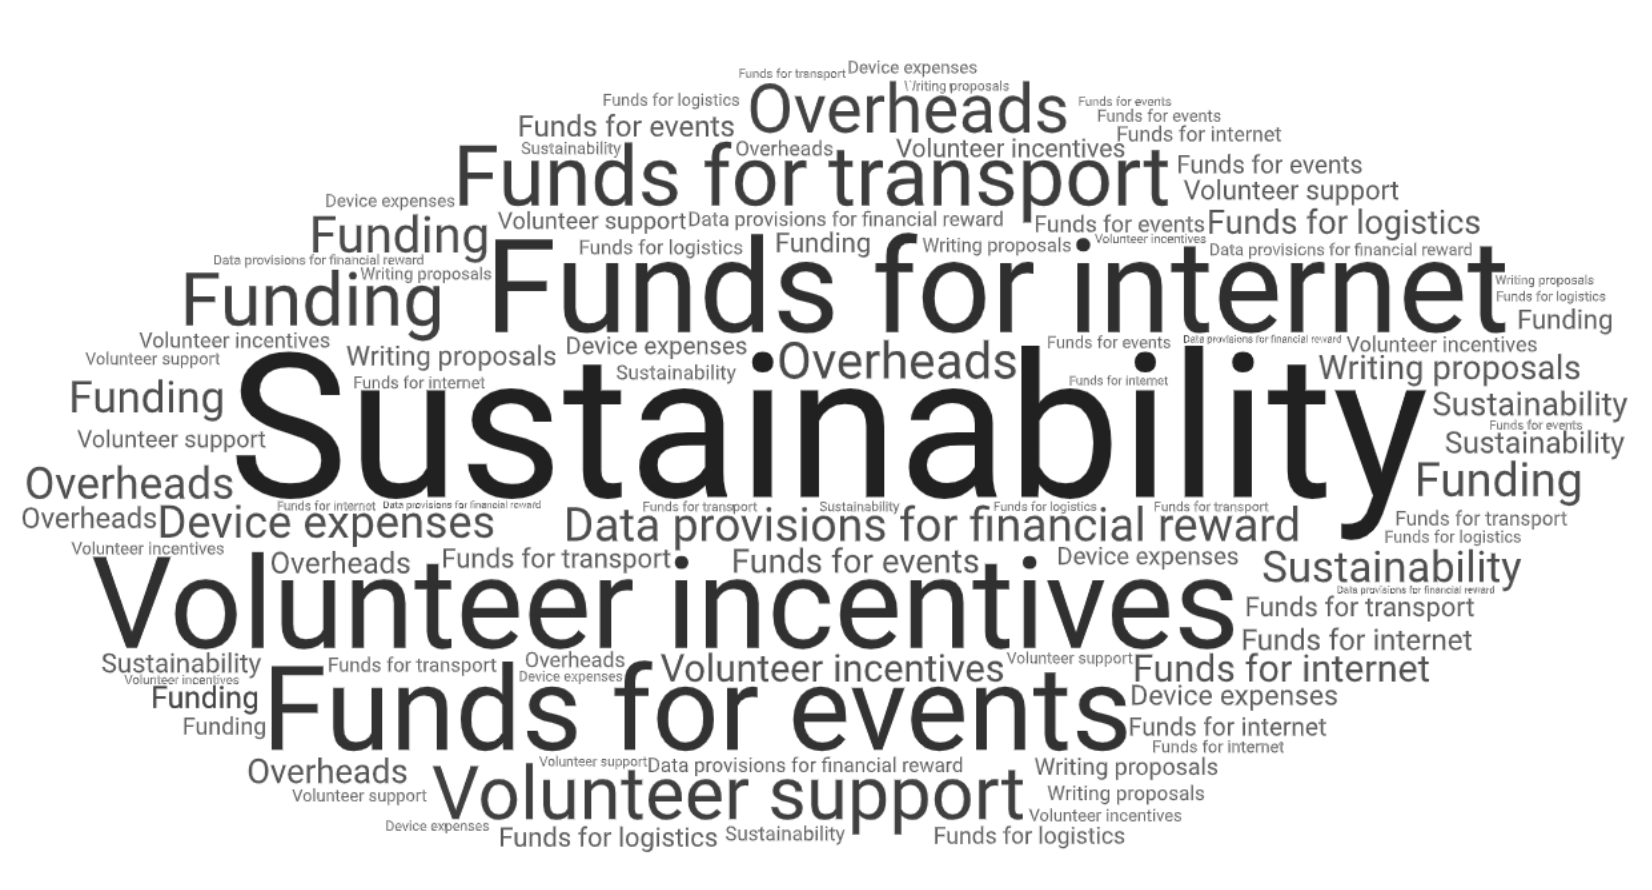 Funds for transport
Device expenses
Writing proposals
Funds for logistics
Overheads
Funds for events
Funds for events
Funds for events
Funds for internet
Sustainability
Overheads
Volunteer incentives
Funds for transport
Funds for events
Volunteer support
Device expenses
Funding
Volunteer support
Data provisions for financial reward
Funds for events
Funds for logistics
Funds for logistics
Funding
Writing proposals
Volunteer incentives
Data provisions for financial reward
Data provisions for financial reward
Writing proposals
Funding
Funds for internet
Writing proposals
Funds for logistics
Funding
Volunteer incentives
Volunteer support
Writing proposals
Device expenses
Overheads
Funds for events
Data provisions for financial reward
Volunteer incentives
Funds for internet
Sustainability
Funds for internet
Writing proposals
Funding
Sustainability
Sustainability
Funds for events
Volunteer support
Sustainability
Overheads
Funding
Funds for internet
Data provisions for financial reward
Funds for transport
Sustainability
Funds for logistics
Funds for transport
Overheads
Device expenses
Data provisions for financial reward
Funds for transport
Funds for logistics
Volunteer incentives
Overheads
Funds for transport
Funds for events
Device expenses
Sustainability
Data provisions for financial reward
Volunteer incentives
Funds for transport
Funds for internet
Sustainability
Funds for transport
Overheads
Volunteer incentives
Volunteer support
Funds for internet
Volunteer incentives
Device expenses
Funding
Funds for events
Device expenses
Funding
Funds for internet
Funds for internet
Overheads
Volunteer support
Data provisions for financial reward
Writing proposals
Volunteer support
Volunteer support
Writing proposals
Volunteer incentives
Device expenses
Funds for logistics
Sustainability
Funds for logistics